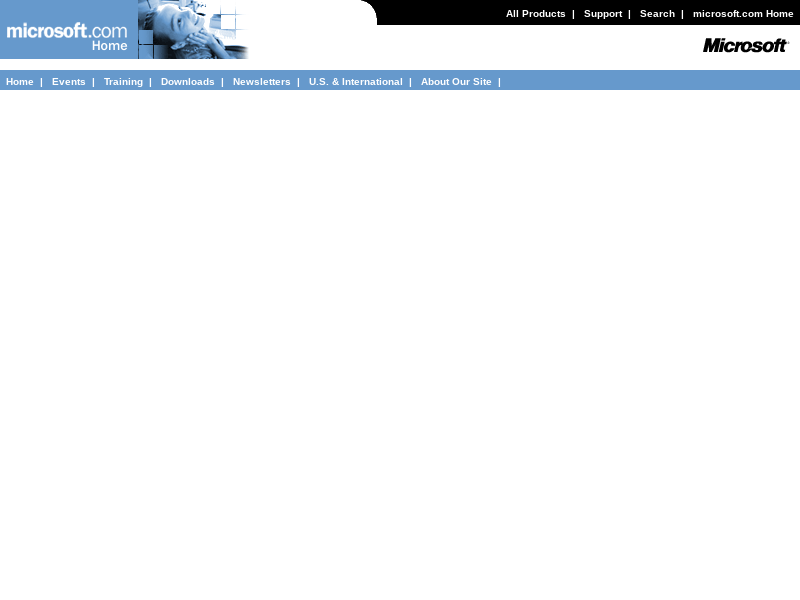 microsoft.com
Home
All Products | Support | Search | microsoft.com Home
Microsoft
Home | Events | Training | Downloads | Newsletters | U.S. & International | About Our Site |